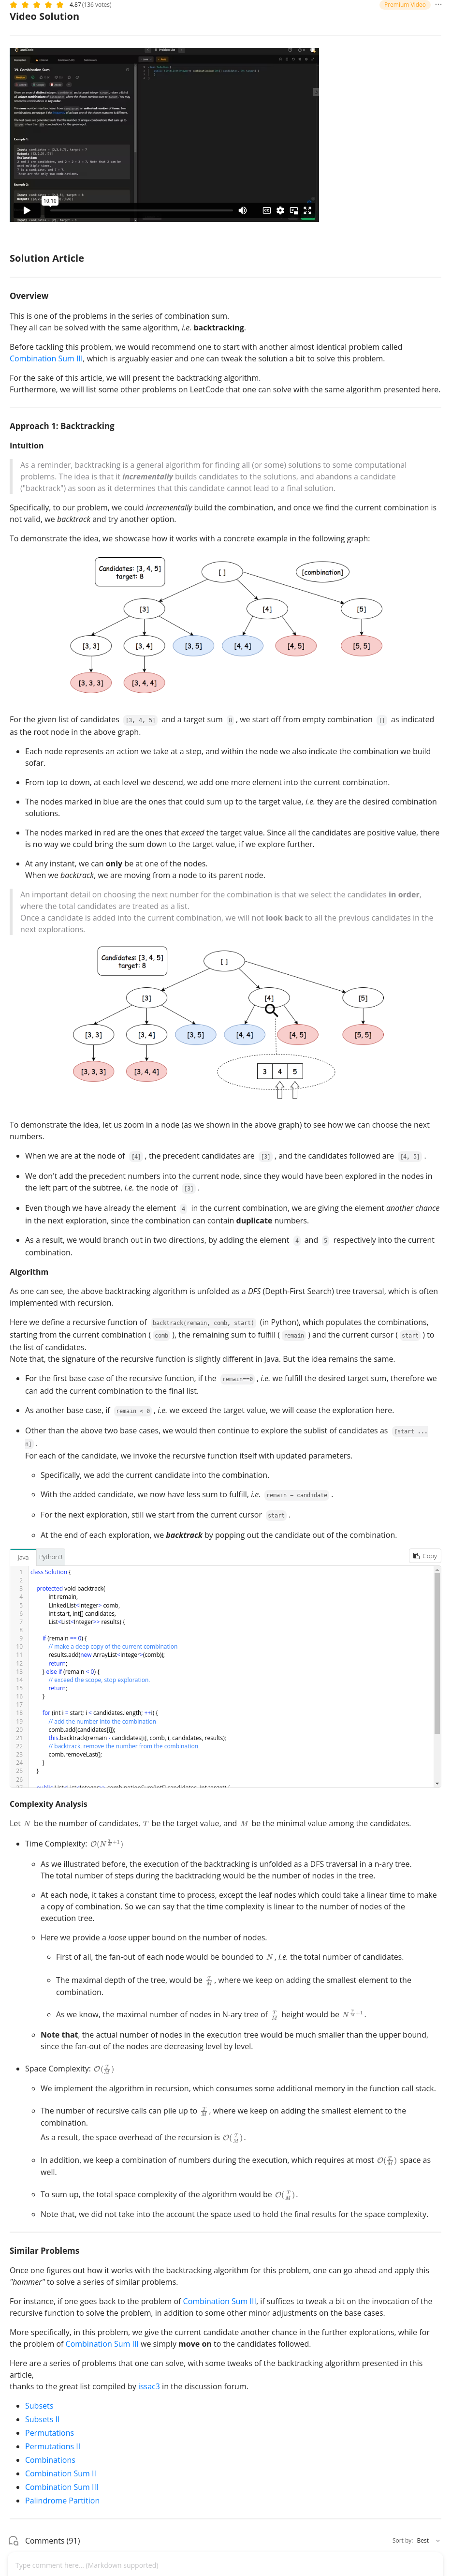 4.87 (136 votes)
Premium Video
Video Solution
10:10
Solution Article
Overview
This is one of the problems in the series of combination sum.
They all can be solved with the same algorithm, i.e. backtracking.
Before tackling this problem, we would recommend one to start with another almost identical problem called
Combination Sum III, which is arguably easier and one can tweak the solution a bit to solve this problem.
For the sake of this article, we will present the backtracking algorithm.
Furthermore, we will list some other problems on LeetCode that one can solve with the same algorithm presented here.
Approach 1: Backtracking
Intuition
As a reminder, backtracking is a general algorithm for finding all (or some) solutions to some computational
problems. The idea is that it incrementally builds candidates to the solutions, and abandons a candidate
("backtrack") as soon as it determines that this candidate cannot lead to a final solution.
Specifically, to our problem, we could incrementally build the combination, and once we find the current combination is
not valid, we backtrack and try another option.
To demonstrate the idea, we showcase how it works with a concrete example in the following graph:
Candidates: [3, 4, 5]
target: 8
[ ]
[combination]
[3]
[4]
[5]
[3, 3]
[3, 4]
[3, 5]
[4, 4]
[4, 5]
[5, 5]
[3, 3, 3]
[3, 4, 4]
For the given list of candidates [3, 4, 5] and a target sum 8 , we start off from empty combination [] as indicated
as the root node in the above graph.
• Each node represents an action we take at a step, and within the node we also indicate the combination we build
sofar.
• From top to down, at each level we descend, we add one more element into the current combination.
• The nodes marked in blue are the ones that could sum up to the target value, i.e. they are the desired combination
solutions.
• The nodes marked in red are the ones that exceed the target value. Since all the candidates are positive value, there
is no way we could bring the sum down to the target value, if we explore further.
• At any instant, we can only be at one of the nodes.
When we backtrack, we are moving from a node to its parent node.
An important detail on choosing the next number for the combination is that we select the candidates in order,
where the total candidates are treated as a list.
Once a candidate is added into the current combination, we will not look back to all the previous candidates in the
next explorations.
Candidates: [3, 4, 5]
target: 8
[ ]
[3]
[4]
[5]
[3, 3]
[3, 4]
[3, 5]
[4, 4]
[4, 5]
[5, 5]
[3, 3, 3]
[3, 4, 4]
3 4 5
To demonstrate the idea, let us zoom in a node (as we shown in the above graph) to see how we can choose the next
numbers.
• When we are at the node of [4] , the precedent candidates are [3] , and the candidates followed are [4, 5] .
• We don't add the precedent numbers into the current node, since they would have been explored in the nodes in
the left part of the subtree, i.e. the node of [3] .
• Even though we have already the element 4 in the current combination, we are giving the element another chance
in the next exploration, since the combination can contain duplicate numbers.
• As a result, we would branch out in two directions, by adding the element 4 and 5 respectively into the current
combination.
Algorithm
As one can see, the above backtracking algorithm is unfolded as a DFS (Depth-First Search) tree traversal, which is often
implemented with recursion.
Here we define a recursive function of backtrack(remain, comb, start) (in Python), which populates the combinations,
starting from the current combination ( comb ), the remaining sum to fulfill ( remain ) and the current cursor ( start ) to
the list of candidates.
Note that, the signature of the recursive function is slightly different in Java. But the idea remains the same.
• For the first base case of the recursive function, if the remain==0 , i.e. we fulfill the desired target sum, therefore we
can add the current combination to the final list.
• As another base case, if remain < 0 , i.e. we exceed the target value, we will cease the exploration here.
• Other than the above two base cases, we would then continue to explore the sublist of candidates as [start ...
n] .
For each of the candidate, we invoke the recursive function itself with updated parameters.
◦ Specifically, we add the current candidate into the combination.
◦ With the added candidate, we now have less sum to fulfill, i.e. remain - candidate .
◦ For the next exploration, still we start from the current cursor start .
◦ At the end of each exploration, we backtrack by popping out the candidate out of the combination.
Java Python3
Copy
1 class Solution {
2
3 protected void backtrack(
4 int remain,
5 LinkedList<Integer> comb,
6 int start, int[] candidates,
7 List<List<Integer>> results) {
8
9 if (remain == 0) {
10 // make a deep copy of the current combination
11 results.add(new ArrayList<Integer>(comb));
12 return;
13 } else if (remain < 0) {
14 // exceed the scope, stop exploration.
15 return;
16 }
17
18 for (int i = start; i < candidates.length; ++i) {
19 // add the number into the combination
20 comb.add(candidates[i]);
21 this.backtrack(remain - candidates[i], comb, i, candidates, results);
22 // backtrack, remove the number from the combination
23 comb.removeLast();
24 }
25 }
26
Complexity Analysis
Let N be the number of candidates, T be the target value, and M be the minimal value among the candidates.
• Time Complexity: O(N^(T/M+1))
◦ As we illustrated before, the execution of the backtracking is unfolded as a DFS traversal in a n-ary tree.
The total number of steps during the backtracking would be the number of nodes in the tree.
◦ At each node, it takes a constant time to process, except the leaf nodes which could take a linear time to make
a copy of combination. So we can say that the time complexity is linear to the number of nodes of the
execution tree.
◦ Here we provide a loose upper bound on the number of nodes.
▪ First of all, the fan-out of each node would be bounded to N, i.e. the total number of candidates.
▪ The maximal depth of the tree, would be T/M, where we keep on adding the smallest element to the
combination.
▪ As we know, the maximal number of nodes in N-ary tree of T/M height would be N^(T/M+1).
◦ Note that, the actual number of nodes in the execution tree would be much smaller than the upper bound,
since the fan-out of the nodes are decreasing level by level.
• Space Complexity: O(T/M)
◦ We implement the algorithm in recursion, which consumes some additional memory in the function call stack.
◦ The number of recursive calls can pile up to T/M, where we keep on adding the smallest element to the
combination.
As a result, the space overhead of the recursion is O(T/M).
◦ In addition, we keep a combination of numbers during the execution, which requires at most O(T/M) space as
well.
◦ To sum up, the total space complexity of the algorithm would be O(T/M).
◦ Note that, we did not take into the account the space used to hold the final results for the space complexity.
Similar Problems
Once one figures out how it works with the backtracking algorithm for this problem, one can go ahead and apply this
"hammer" to solve a series of similar problems.
For instance, if one goes back to the problem of Combination Sum III, if suffices to tweak a bit on the invocation of the
recursive function to solve the problem, in addition to some other minor adjustments on the base cases.
More specifically, in this problem, we give the current candidate another chance in the further explorations, while for
the problem of Combination Sum III we simply move on to the candidates followed.
Here are a series of problems that one can solve, with some tweaks of the backtracking algorithm presented in this
article,
thanks to the great list compiled by issac3 in the discussion forum.
• Subsets
• Subsets II
• Permutations
• Permutations II
• Combinations
• Combination Sum II
• Combination Sum III
• Palindrome Partition
Comments (91)
Sort by: Best
Type comment here... (Markdown supported)